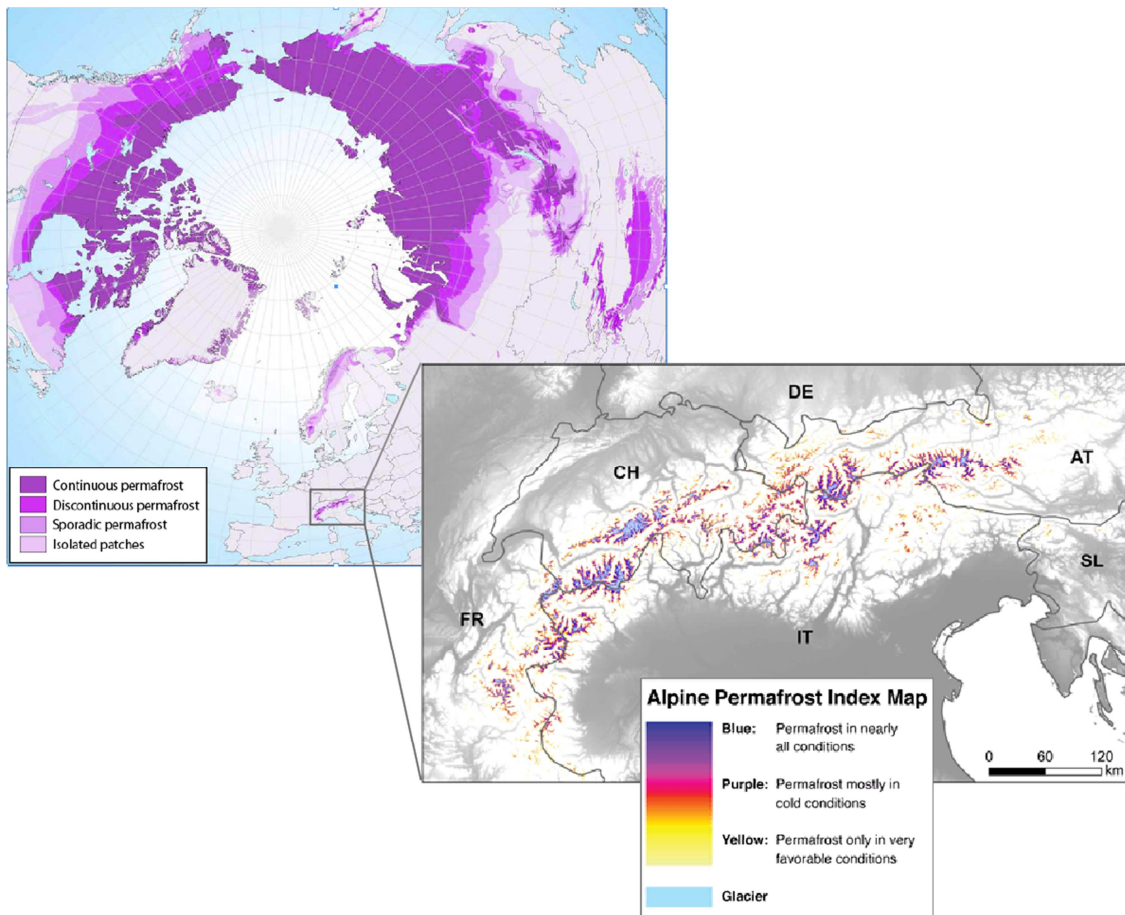 Continuous permafrost
Discontinuous permafrost
Sporadic permafrost
Isolated patches
DE
CH
AT
SL
FR
IT
Alpine Permafrost Index Map
Blue: Permafrost in nearly
all conditions
Purple: Permafrost mostly in
cold conditions
Yellow: Permafrost only in very
favorable conditions
Glacier
0 60 120
km